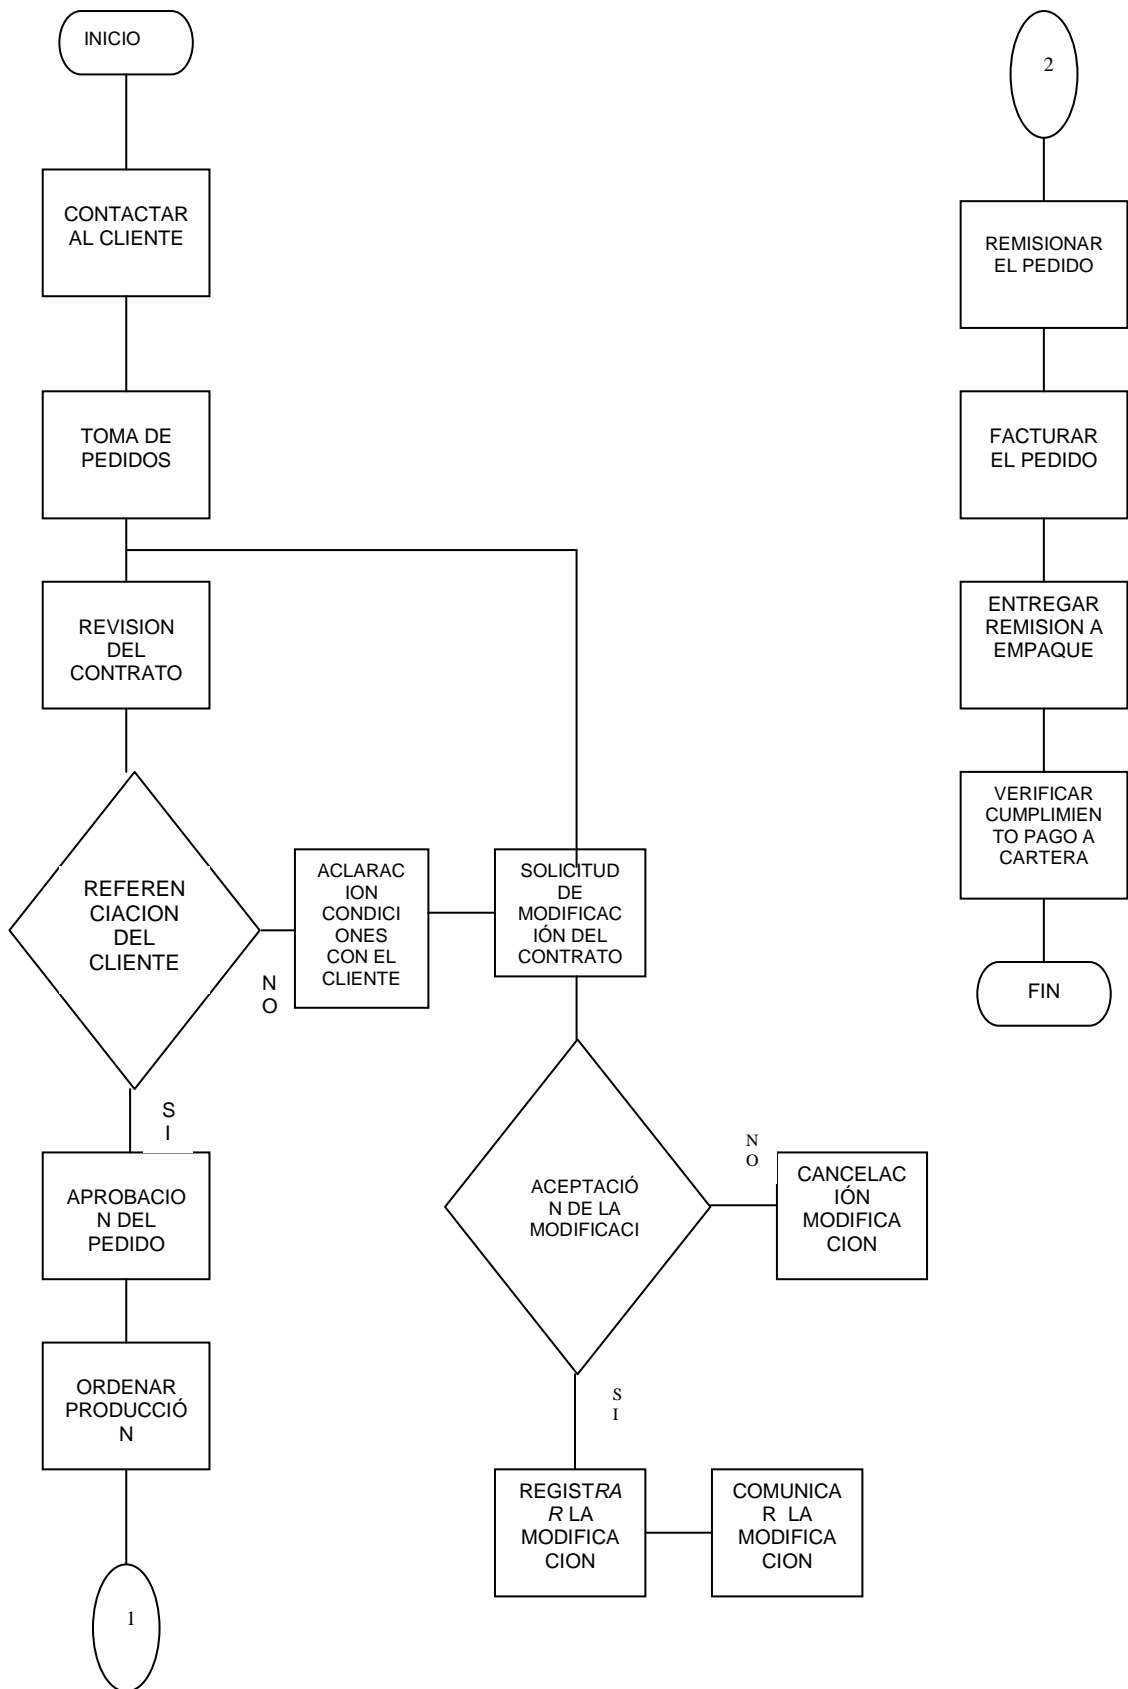 INICIO
CONTACTAR
AL CLIENTE
TOMA DE
PEDIDOS
REVISION
DEL
CONTRATO
REFEREN
CIACION
DEL
CLIENTE
N
O
ACLARAC
ION
CONDICI
ONES
CON EL
CLIENTE
SOLICITUD
DE
MODIFICAC
IÓN DEL
CONTRATO
S
I
APROBACIO
N DEL
PEDIDO
ORDENAR
PRODUCCIÓ
N
1
ACEPTACIÓ
N DE LA
MODIFICACI
N
O
CANCELAC
IÓN
MODIFICA
CION
S
I
REGISTRA
R LA
MODIFICA
CION
COMUNICA
R LA
MODIFICA
CION
2
REMISIONAR
EL PEDIDO
FACTURAR
EL PEDIDO
ENTREGAR
REMISION A
EMPAQUE
VERIFICAR
CUMPLIMIEN
TO PAGO A
CARTERA
FIN